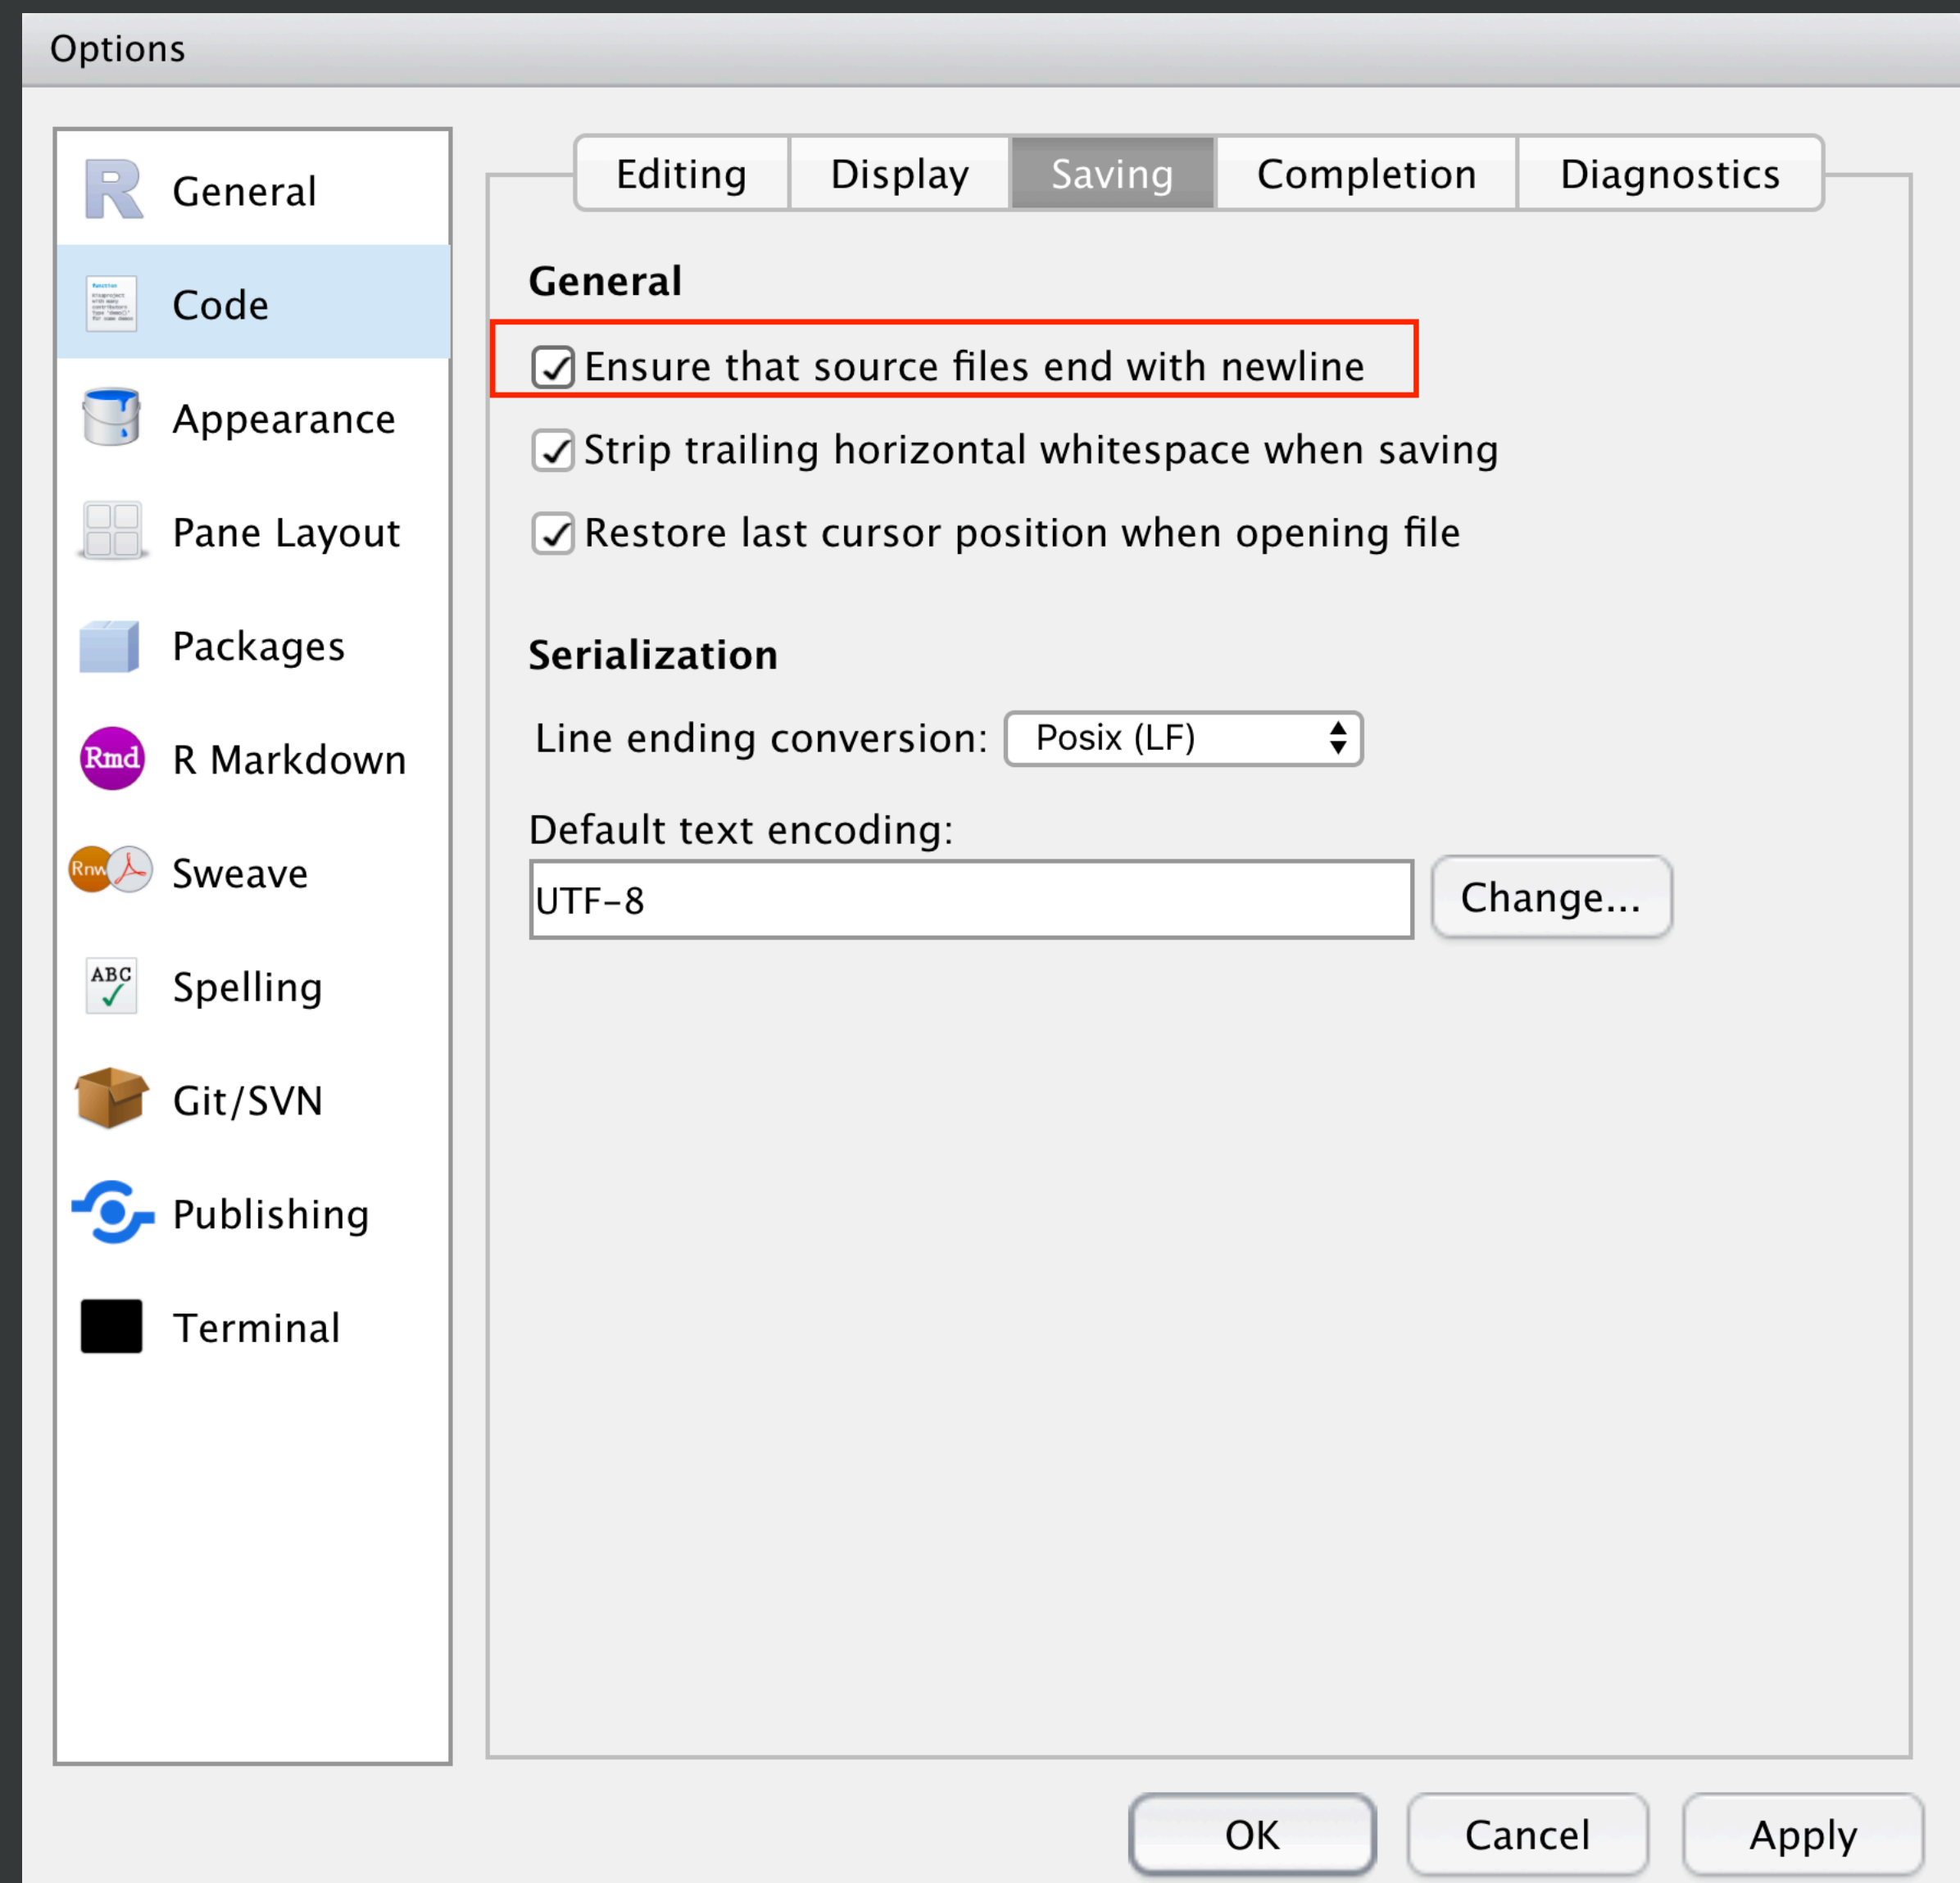 Options
General
Code
Appearance
Pane Layout
Packages
Rmd R Markdown
Rnw Sweave
ABC Spelling
Git/SVN
Publishing
Terminal
Editing Display Saving Completion Diagnostics
General
Ensure that source files end with newline
Strip trailing horizontal whitespace when saving
Restore last cursor position when opening file
Serialization
Line ending conversion: Posix (LF)
Default text encoding:
UTF-8 Change...
OK Cancel Apply